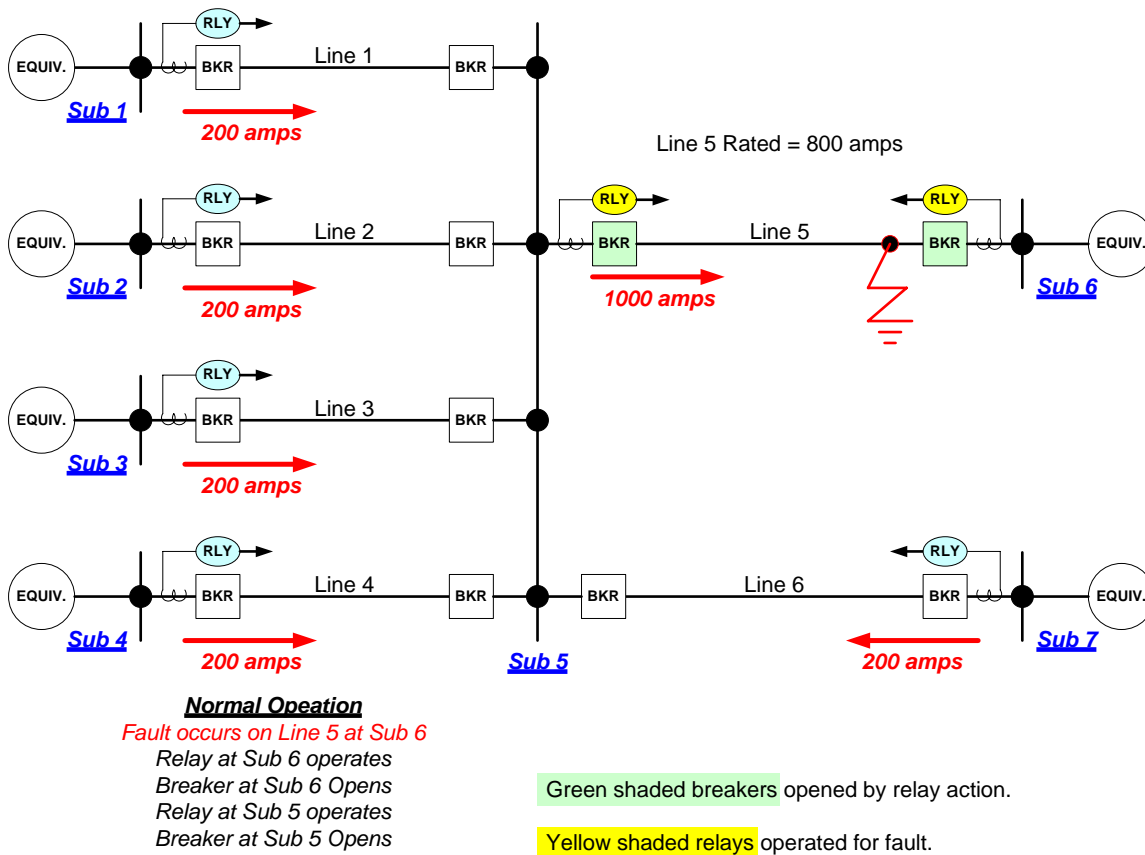 RLY
EQUIV.
BKR
Line 1
BKR
Sub 1
200 amps
Line 5 Rated = 800 amps
RLY
RLY
RLY
EQUIV.
BKR
Line 2
BKR
BKR
Line 5
BKR
EQUIV.
Sub 2
200 amps
1000 amps
Sub 6
RLY
EQUIV.
BKR
Line 3
BKR
Sub 3
200 amps
RLY
RLY
EQUIV.
BKR
Line 4
BKR
BKR
Line 6
BKR
EQUIV.
Sub 4
200 amps
Sub 5
200 amps
Sub 7
Normal Opeation
Fault occurs on Line 5 at Sub 6
Relay at Sub 6 operates
Breaker at Sub 6 Opens
Relay at Sub 5 operates
Breaker at Sub 5 Opens
Green shaded breakers opened by relay action.
Yellow shaded relays operated for fault.